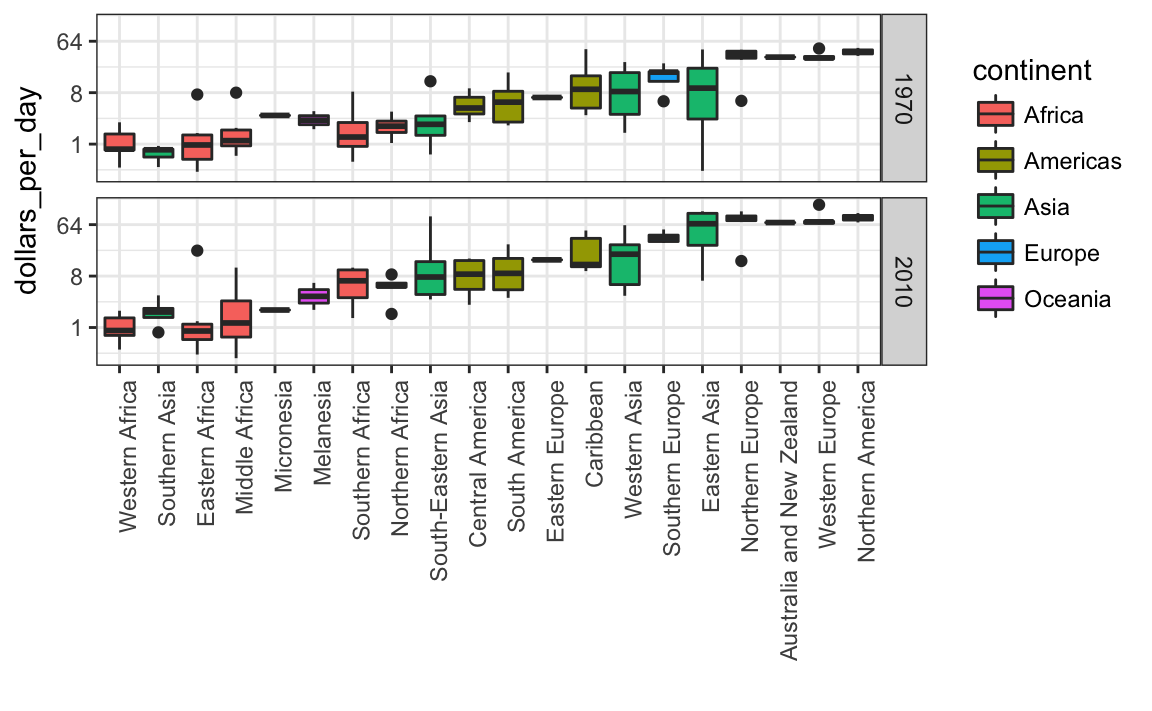 dollars_per_day
64
8
1
1970
64
8
1
2010
Western Africa
Southern Asia
Eastern Africa
Middle Africa
Micronesia
Melanesia
Southern Africa
Northern Africa
South-Eastern Asia
Central America
South America
Eastern Europe
Caribbean
Western Asia
Southern Europe
Eastern Asia
Northern Europe
Australia and New Zealand
Western Europe
Northern America
continent
Africa
Americas
Asia
Europe
Oceania